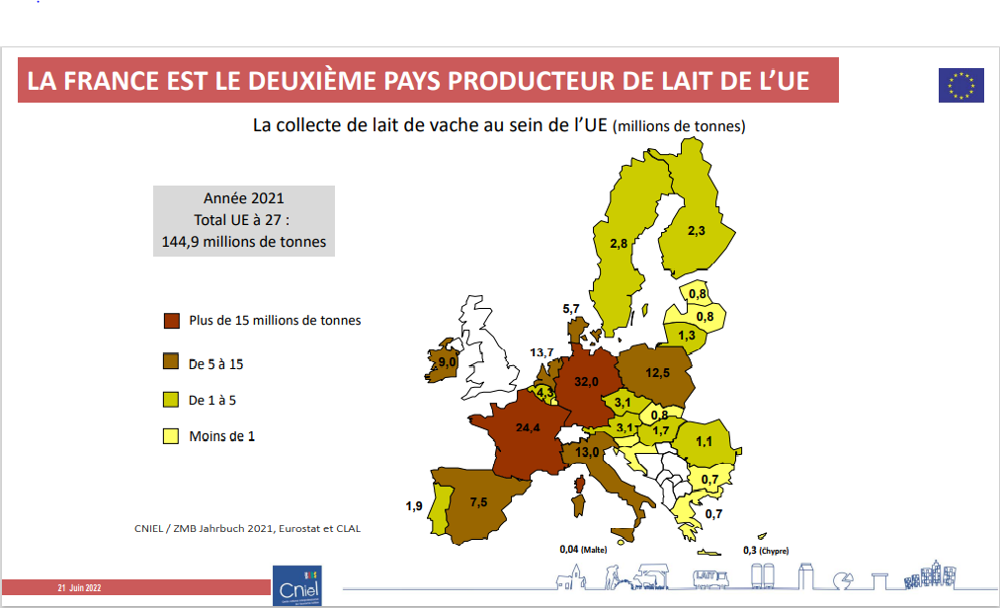 LA FRANCE EST LE DEUXIÈME PAYS PRODUCTEUR DE LAIT DE L’UE
La collecte de lait de vache au sein de l’UE (millions de tonnes)
Année 2021
Total UE à 27 :
144,9 millions de tonnes
2,3
2,8
0,8
5,7
0,8
Plus de 15 millions de tonnes
1,3
13,7
9,0
De 5 à 15
12,5
32,0
4,3
De 1 à 5
3,1
0,8
24,4
3,1
1,7
Moins de 1
1,1
13,0
0,7
7,5
1,9
0,7
CNIEL / ZMB Jahrbuch 2021, Eurostat et CLAL
0,04 (Malte)
0,3 (Chypre)
LAIT
21 Juin 2022
Cniel